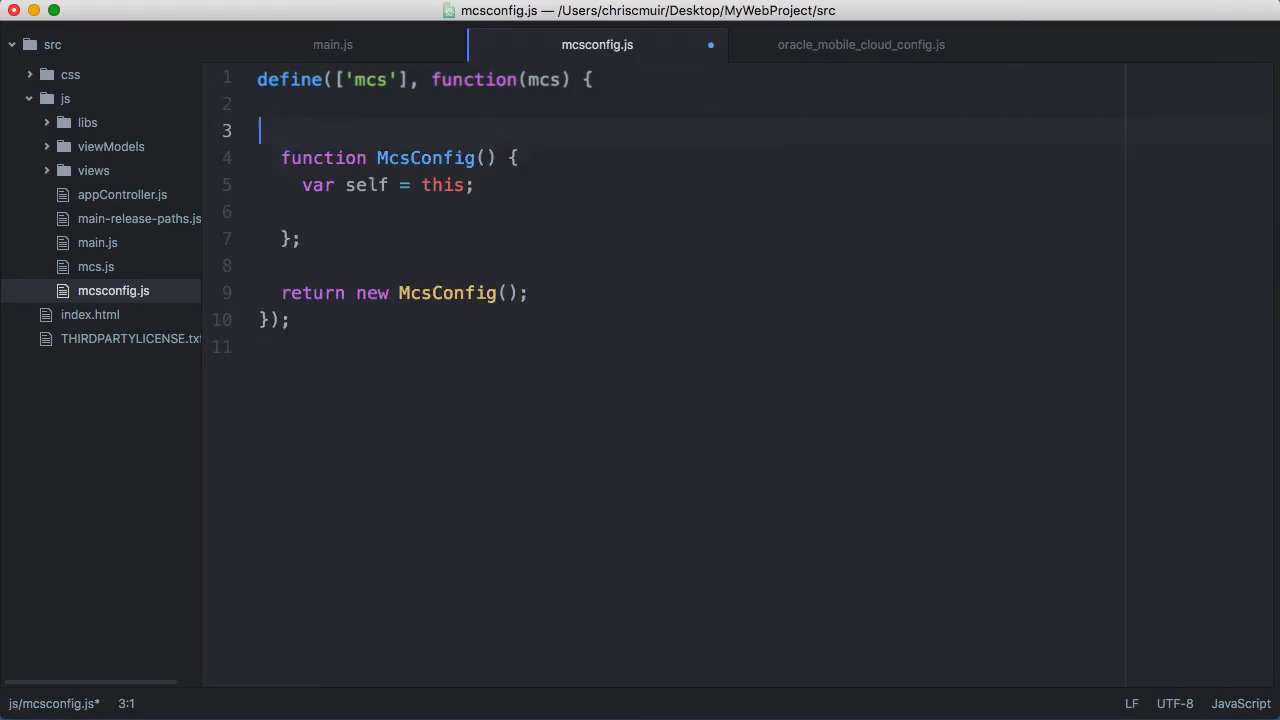 mcsconfig.js — /Users/chriscmuir/Desktop/MyWebProject/src
src
main.js
mcsconfig.js
oracle_mobile_cloud_config.js
css
js
libs
viewModels
views
appController.js
main-release-paths.js
main.js
mcs.js
mcsconfig.js
index.html
THIRDPARTYLICENSE.txt
1 define(['mcs'], function(mcs) {
2
3
4 function McsConfig() {
5 var self = this;
6
7 };
8
9 return new McsConfig();
10 });
11
js/mcsconfig.js* 3:1
LF UTF-8 JavaScript